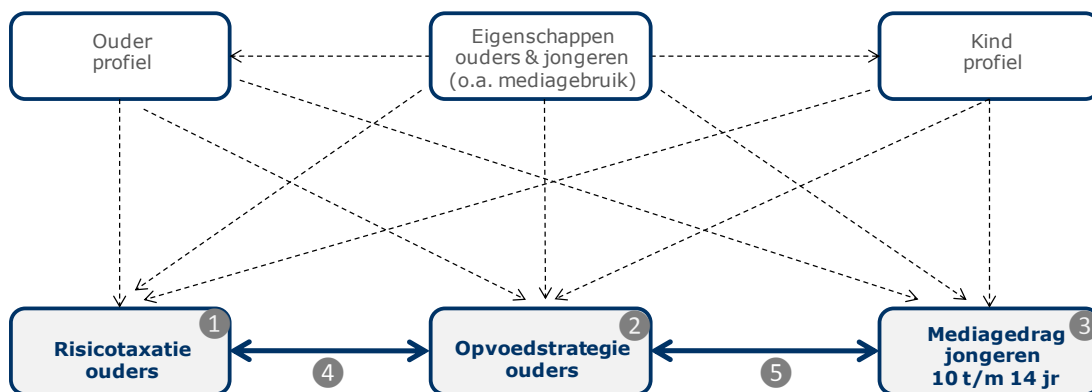 Ouder
profiel
Eigenschappen
ouders & jongeren
(o.a. mediagebruik)
Kind
profiel
1
Risicotaxatie
ouders
4
2
Opvoedstrategie
ouders
5
3
Mediagedrag
jongeren
10 t/m 14 jr